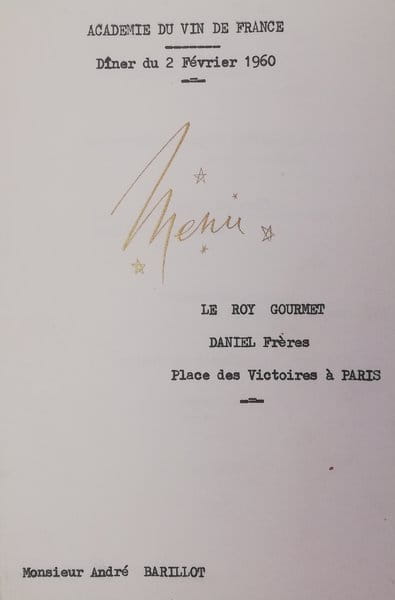 ACADEMIE DU VIN DE FRANCE
Dîner du 2 Février 1960
Menu
LE ROY GOURMET
DANIEL Frères
Place des Victoires à PARIS
Monsieur André BARILLOT